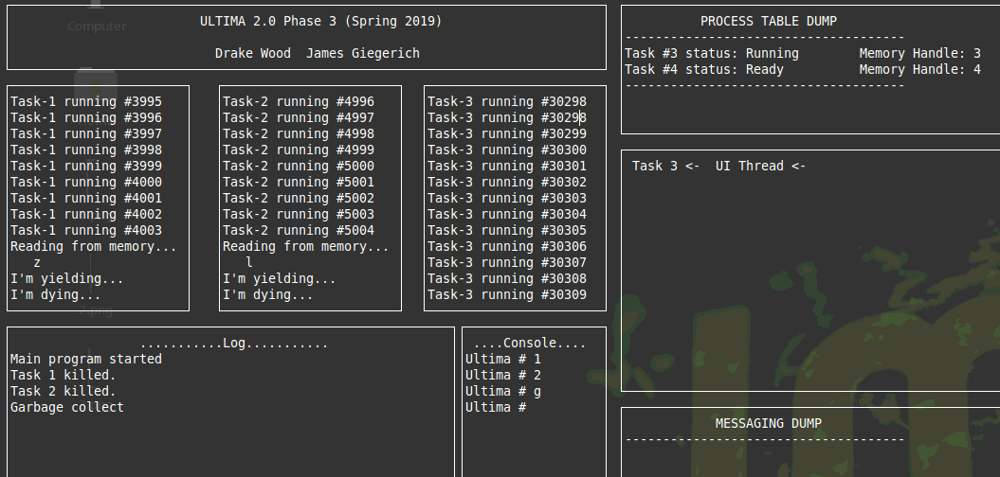 Computer
ULTIMA 2.0 Phase 3 (Spring 2019)
Drake Wood James Giegerich
Task-1 running #3995
Task-1 running #3996
Task-1 running #3997
Task-1 running #3998
Task-1 running #3999
Task-1 running #4000
Task-1 running #4001
Task-1 running #4002
Task-1 running #4003
Reading from memory...
z
I'm yielding...
I'm dying...
2.png
Task-2 running #4996
Task-2 running #4997
Task-2 running #4998
Task-2 running #4999
Task-2 running #5000
Task-2 running #5001
Task-2 running #5002
Task-2 running #5003
Task-2 running #5004
Reading from memory...
l
I'm yielding...
I'm dying...
Task-3 running #30298
Task-3 running #30298
Task-3 running #30299
Task-3 running #30300
Task-3 running #30301
Task-3 running #30302
Task-3 running #30303
Task-3 running #30304
Task-3 running #30305
Task-3 running #30306
Task-3 running #30307
Task-3 running #30308
Task-3 running #30309
...........Log...........
Main program started
Task 1 killed.
Task 2 killed.
Garbage collect
....Console....
Ultima # 1
Ultima # 2
Ultima # g
Ultima #
PROCESS TABLE DUMP
-------------------------------------
Task #3 status: Running Memory Handle: 3
Task #4 status: Ready Memory Handle: 4
-------------------------------------
Task 3 <- UI Thread <-
MESSAGING DUMP
-------------------------------------